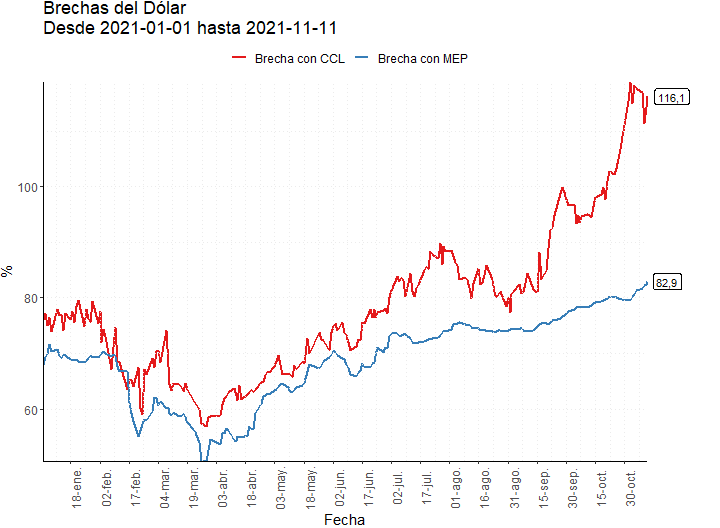 Brechas del Dólar
Desde 2021-01-01 hasta 2021-11-11
Brecha con CCL
Brecha con MEP
116,1
100
%
82,9
80
60
18-ene.
02-feb.
17-feb.
04-mar.
19-mar.
03-abr.
18-abr.
03-may.
18-may.
02-jun.
17-jun.
02-jul.
17-jul.
01-ago.
16-ago.
31-ago.
15-sep.
30-sep.
15-oct.
30-oct.
Fecha